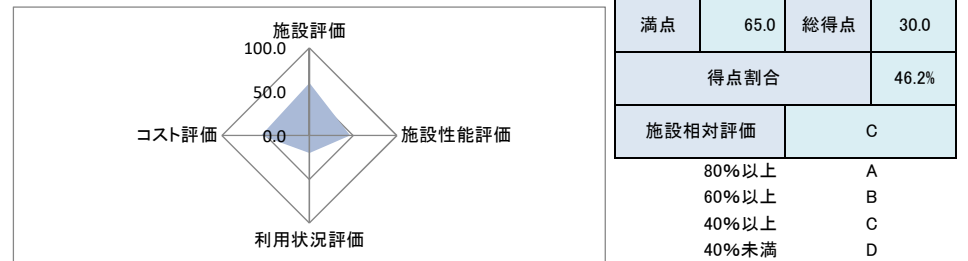 施設評価
100.0
50.0
0.0
コスト評価
施設性能評価
利用状況評価
満点 65.0 総得点 30.0
得点割合 46.2%
施設相対評価 C
80%以上 A
60%以上 B
40%以上 C
40%未満 D